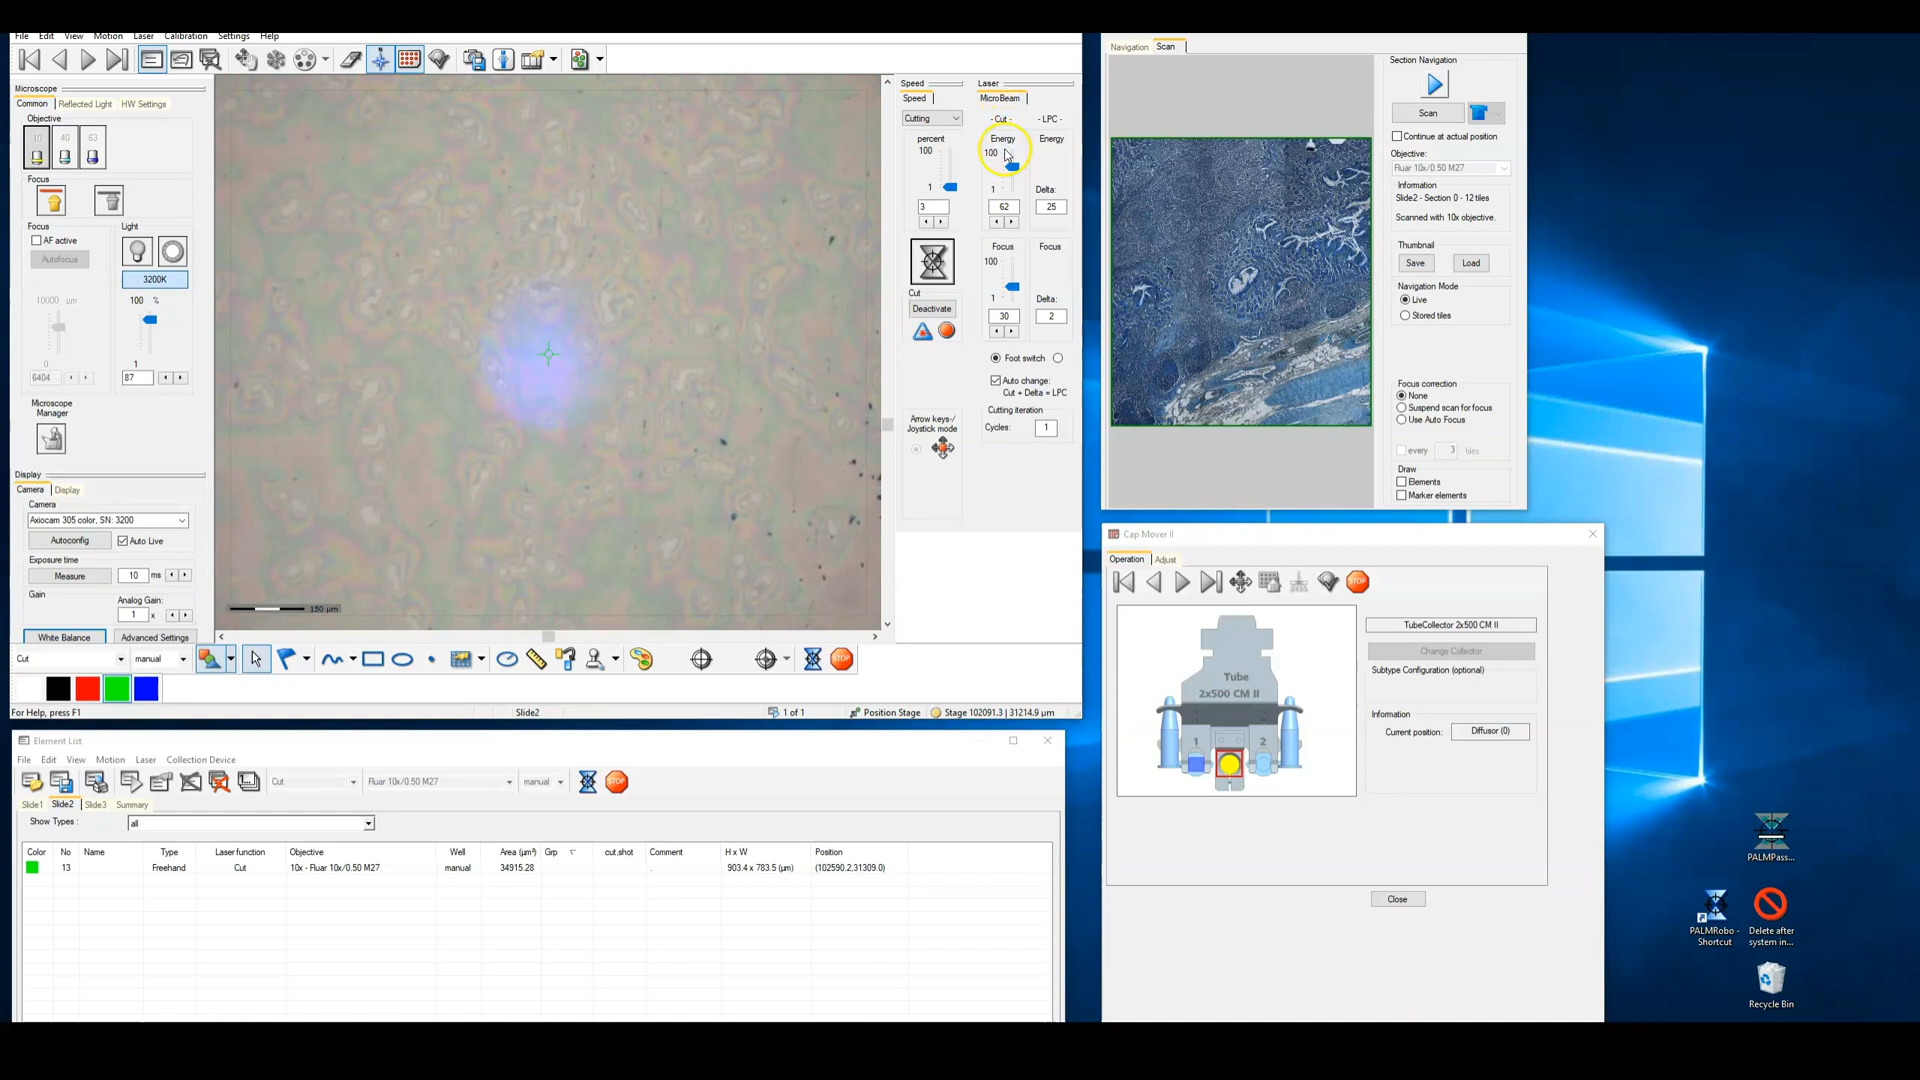 File Edit View Motion Laser Calibration Settings Help
Microscope
Common Reflected Light HW Settings
Objective
10 40 63
Focus
Focus Light
AF active
Autofocus
3200K
10000 µm 100 %
0 1
6404 87
Microscope
Manager
Display
Camera Display
Camera
Axiocam 305 color, SN: 3200
Autoconfig Auto Live
Exposure time
Measure 10 ms
Gain Analog Gain:
1 x
White Balance Advanced Settings
150 µm
Speed
Speed
Cutting
percent
100
1
3
Cut
Deactivate
Arrow keys-/
Joystick mode
Laser
MicroBeam
- Cut - - LPC -
Energy Energy
100
1 Delta:
62 25
Focus Focus
100
1 Delta:
30 2
Foot switch
Auto change:
Cut + Delta = LPC
Cutting iteration
Cycles: 1
Cut manual
STOP
For Help, press F1 Slide2 1 of 1 Position Stage Stage 102091.3 | 31214.9 µm
Navigation Scan
Section Navigation
Scan
Continue at actual position
Objective:
Fluar 10x/0.50 M27
Information
Slide2 - Section 0 - 12 tiles
Scanned with 10x objective.
Thumbnail
Save Load
Navigation Mode
Live
Stored tiles
Focus correction
None
Suspend scan for focus
Use Auto Focus
every 3 tiles
Draw
Elements
Marker elements
Cap Mover II
Operation Adjust
STOP
Tube
2x500 CM II
1 2
TubeCollector 2x500 CM II
Change Collector
Subtype Configuration (optional)
Information
Current position: Diffusor (0)
Close
Element List
File Edit View Motion Laser Collection Device
Cut Fluar 10x/0.50 M27 manual STOP
Slide1 Slide2 Slide3 Summary
Show Types : all
Color No Name Type Laser function Objective Well Area (µm²) Grp cut,shot Comment H x W Position
13 Freehand Cut 10x - Fluar 10x/0.50 M27 manual 34915.28 . 903.4 x 783.5 (µm) (102590.2,31309.0)
PALMPass...
PALMRobo -
Shortcut
Delete after
system in...
Recycle Bin